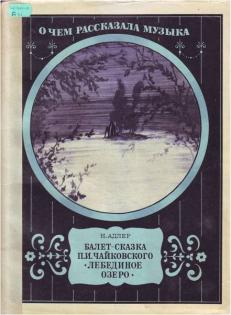 О ЧЕМ РАССКАЗАЛА МУЗЫКА
Н. АДЛЕР
БАЛЕТ-СКАЗКА
П.И.ЧАЙКОВСКОГО
·ЛЕБЕДИНОЕ
ОЗЕРО·